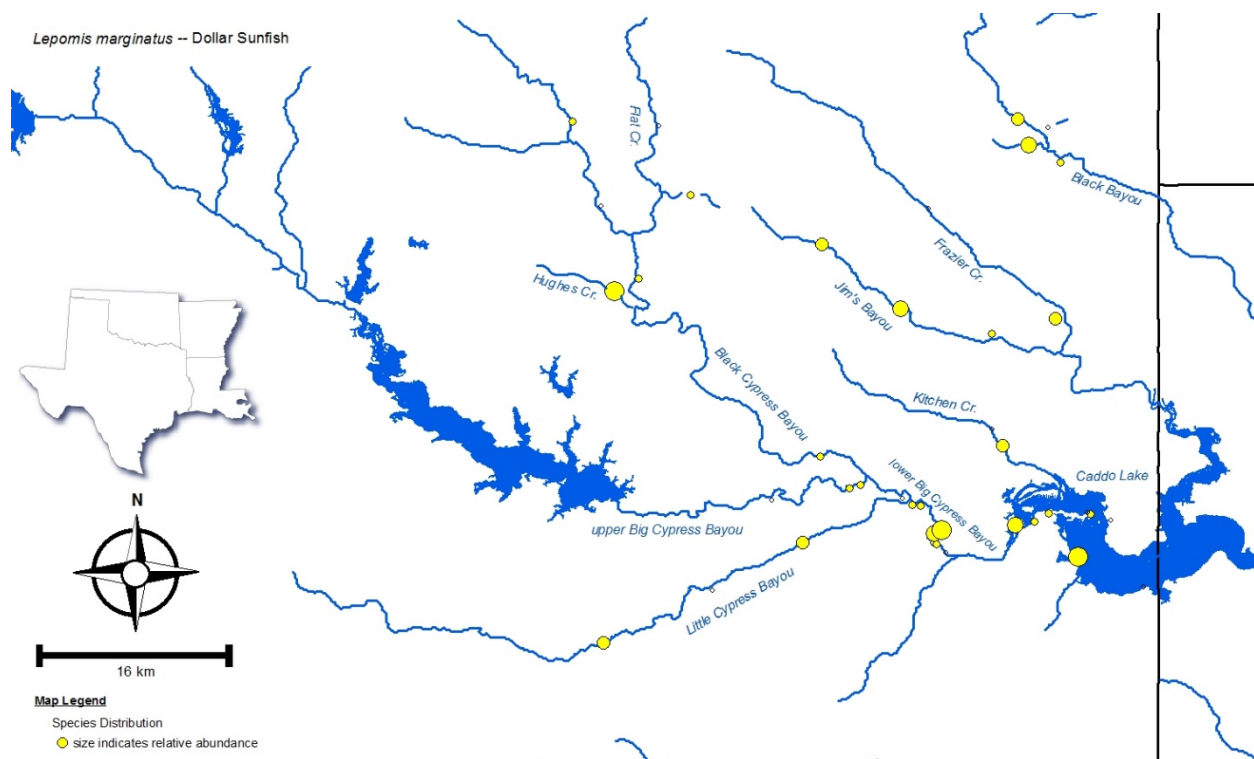 Lepomis marginatus -- Dollar Sunfish
Flat Cr.
Black Bayou
Frazier Cr.
Hughes Cr.
Jim's Bayou
Black Cypress Bayou
Kitchen Cr.
lower Big Cypress Bayou
Caddo Lake
upper Big Cypress Bayou
Little Cypress Bayou
N
16 km
Map Legend
Species Distribution
size indicates relative abundance